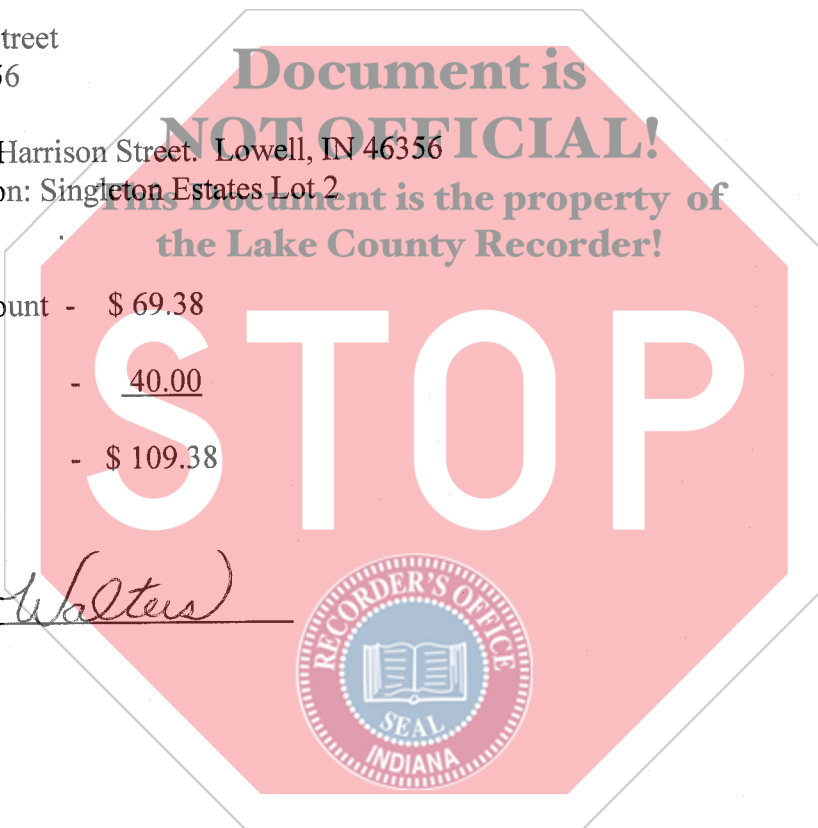 treet
56
Document is
NOT OFFICIAL!
Harrison Street. Lowell, IN 46356
on: Singleton Estates Lot 2
This Document is the property of
the Lake County Recorder!
ount - $ 69.38
- 40.00
- $ 109.38
STOP
Walters
RECORDER'S OFFICE
SEAL
INDIANA